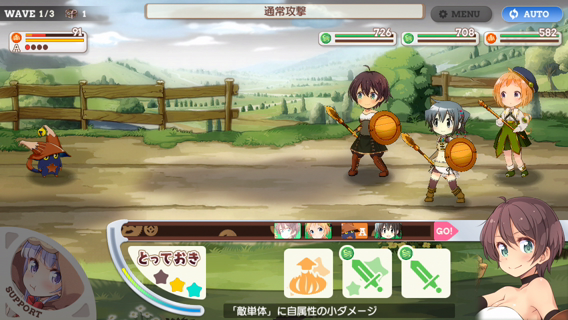 WAVE 1/3 1
通常攻撃
MENU
AUTO
91
A
726
708
582
A
GO!
とっておき
SUPPORT
「敵単体」に自属性の小ダメージ